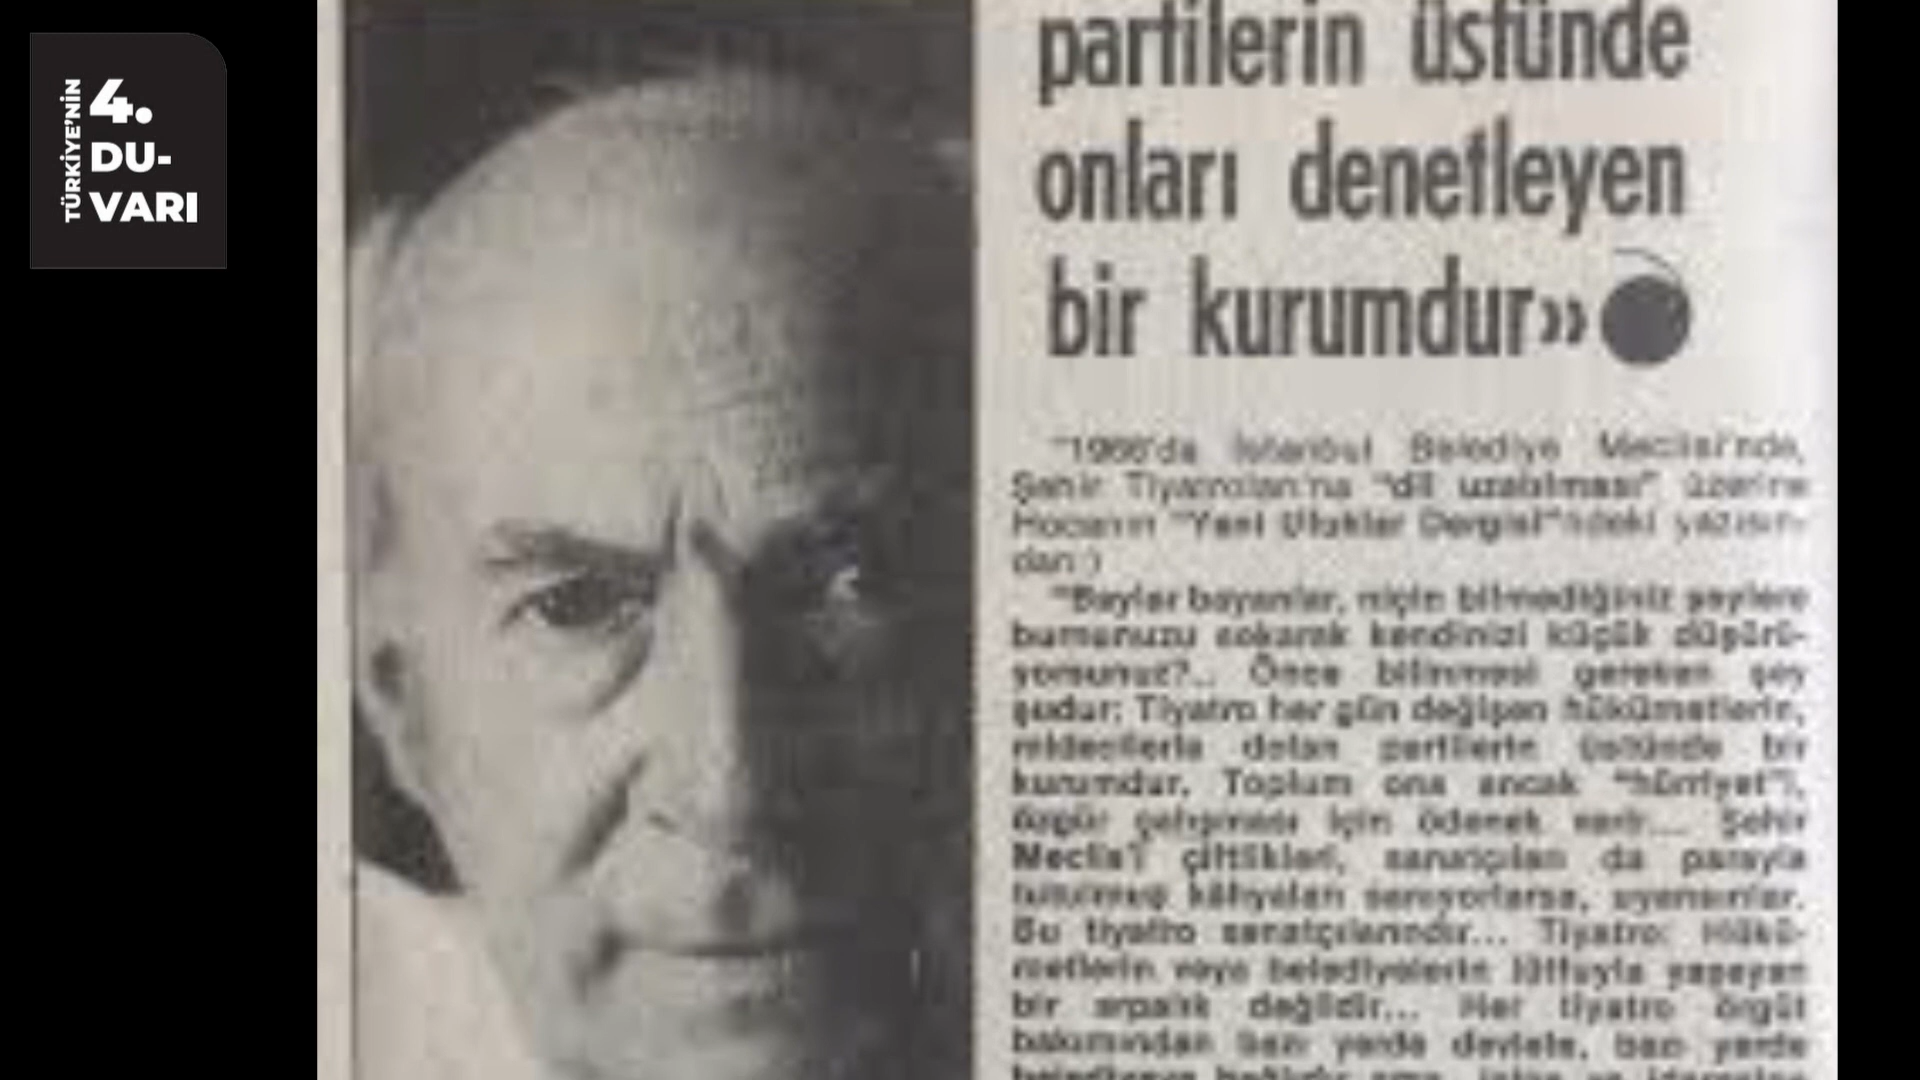 TÜRKİYE'NİN
4.
DU-
VARI
partilerin üstünde
onları denetleyen
bir kurumdur»
"1966'da İstanbul Belediye Meclisi'nde,
Şehir Tiyatroları'na "dil uzatılması" üzerine
Hocanın "Yeni Ufuklar Dergisi"ndeki yazısın-
dan:)
"Baylar bayanlar, niçin bilmediğiniz şeylere
burnunuzu sokarak kendinizi küçük düşürü-
yorsunuz?.. Önce bilinmesi gereken şey
şudur: Tiyatro her gün değişen hükümetlerin,
dolan partilerin üstünde bir
kurumdur. Toplum ona ancak "hürriyet"i,
özgür çalışması için ödenek verir... Şehir
Meclis'i çiftlikleri, sanatçıları da parayla
tutulmuş kâhyaları sanıyorlarsa, uyansınlar.
Bu tiyatro sanatçılarınındır... Tiyatro: Hükü-
metlerin veya belediyelerin lütfuyla yaşayan
bir arpalık değildir... Her tiyatro örgüt
bakımından bazı yerde devlete, bazı yerde